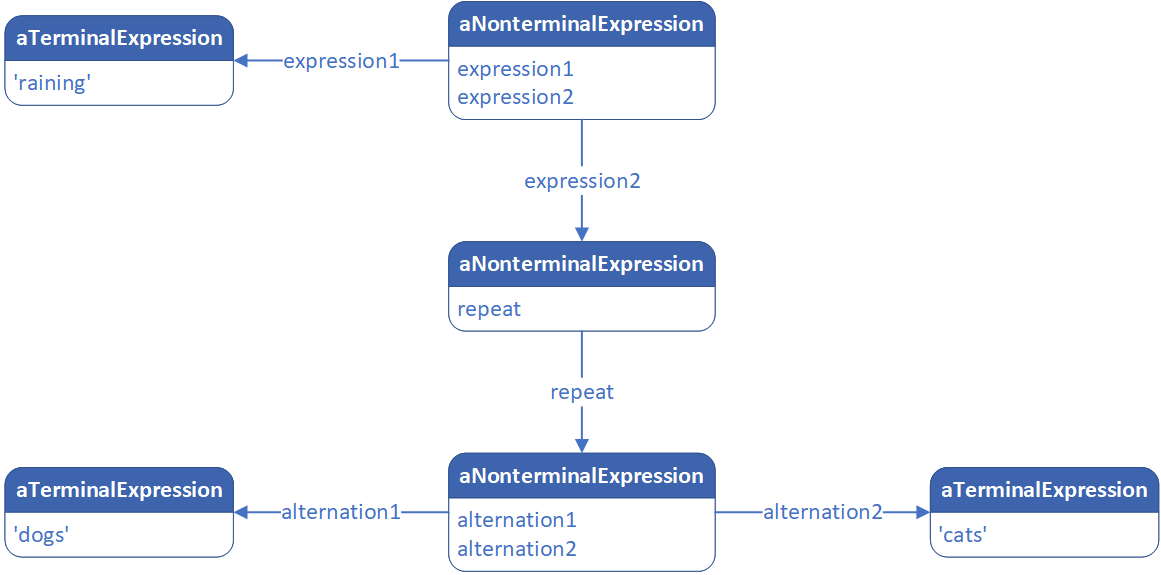 aTerminalExpression
'raining'
expression1
aNonterminalExpression
expression1
expression2
expression2
aNonterminalExpression
repeat
repeat
aTerminalExpression
'dogs'
alternation1
aNonterminalExpression
alternation1
alternation2
alternation2
aTerminalExpression
'cats'